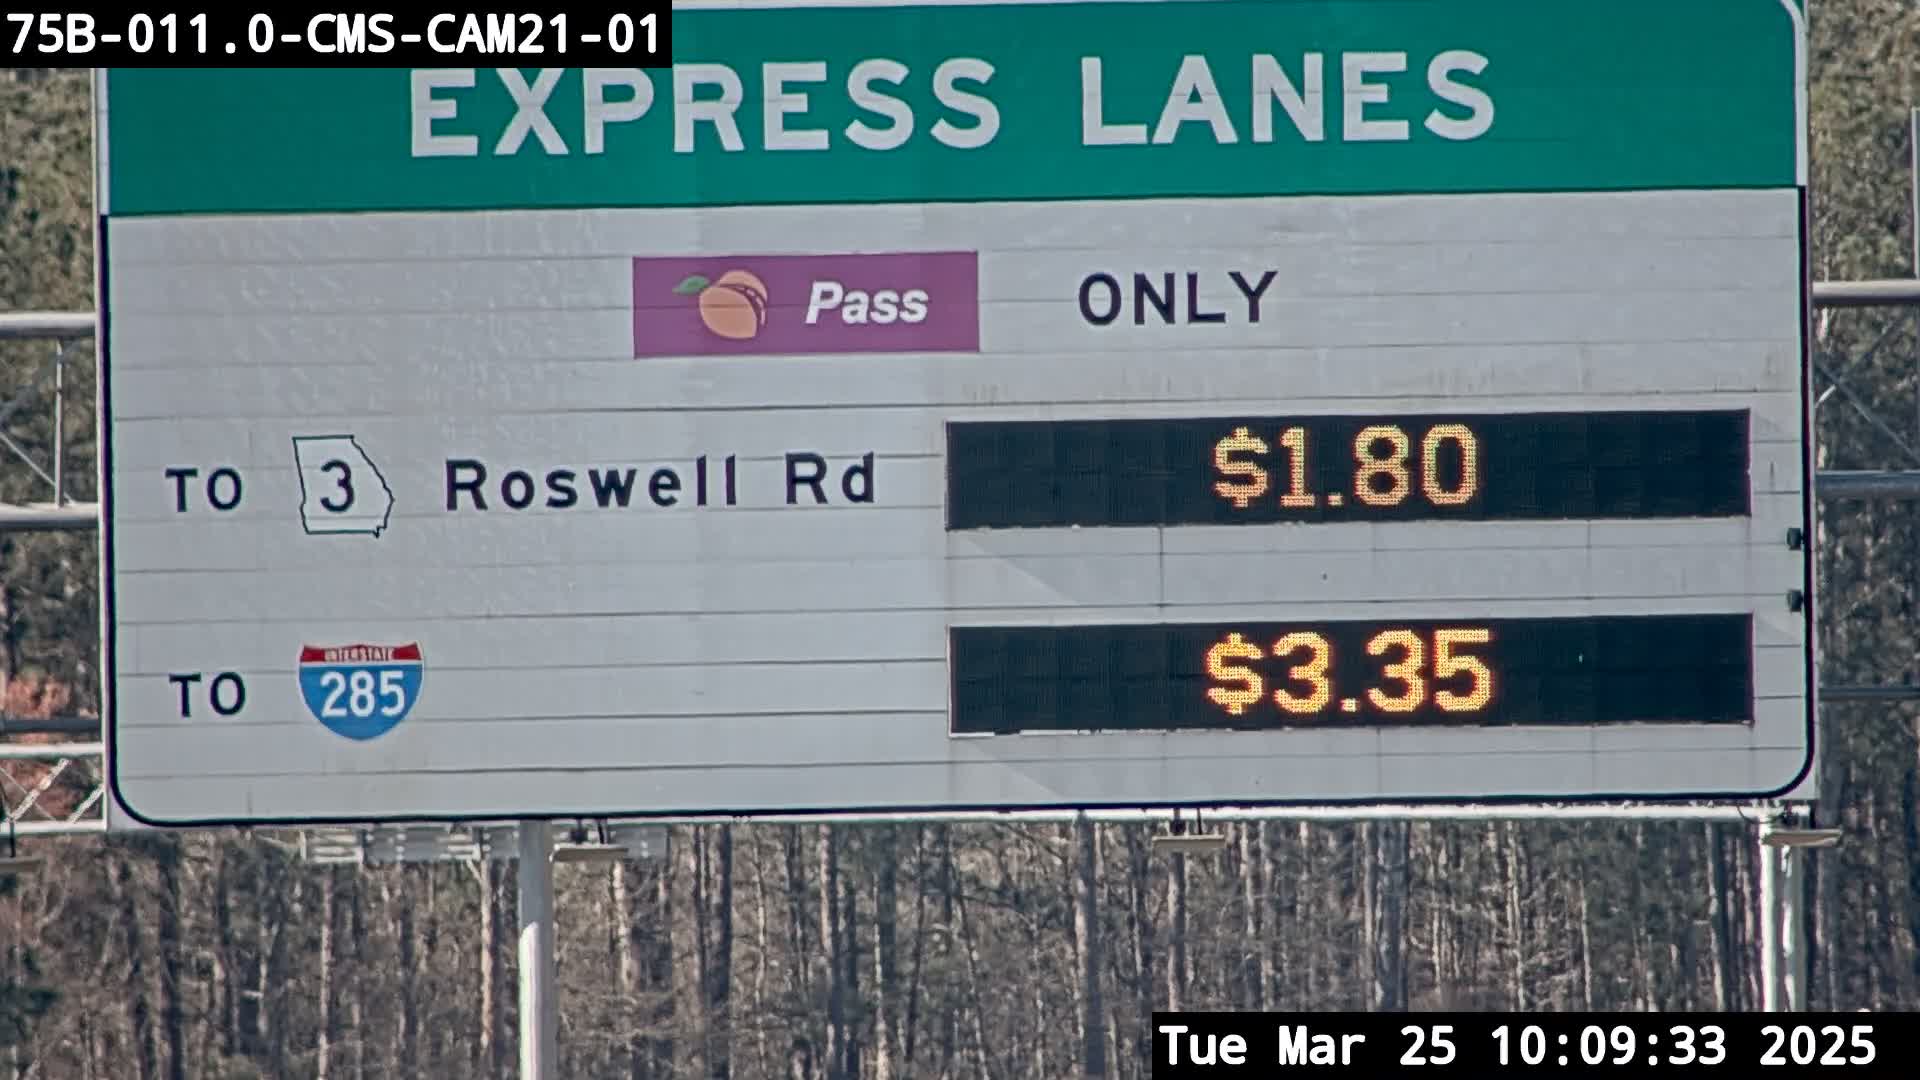 75B-011.0-CMS-CAM21-01
EXPRESS LANES
Pass ONLY
TO 3 Roswell Rd $1.80
INTERSTATE
TO 285 $3.35
Tue Mar 25 10:09:33 2025